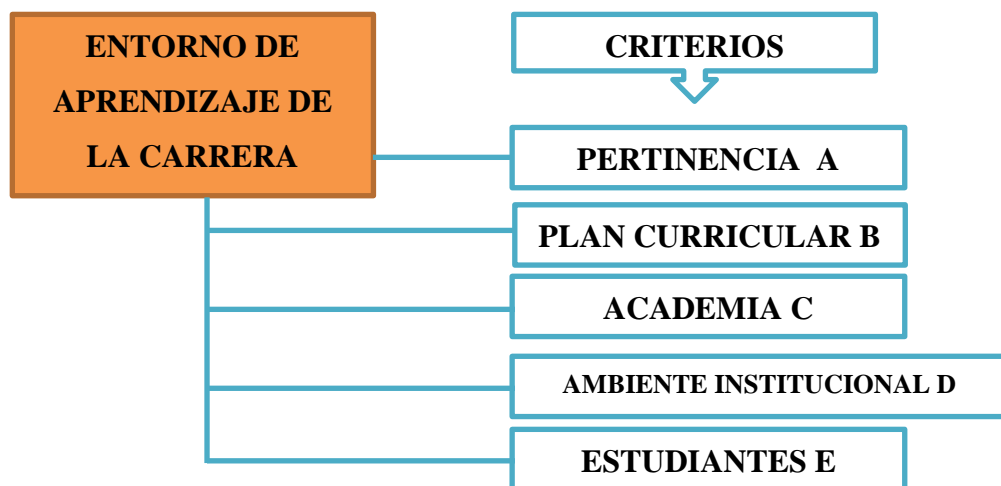 ENTORNO DE
APRENDIZAJE DE
LA CARRERA
CRITERIOS
PERTINENCIA A
PLAN CURRICULAR B
ACADEMIA C
AMBIENTE INSTITUCIONAL D
ESTUDIANTES E